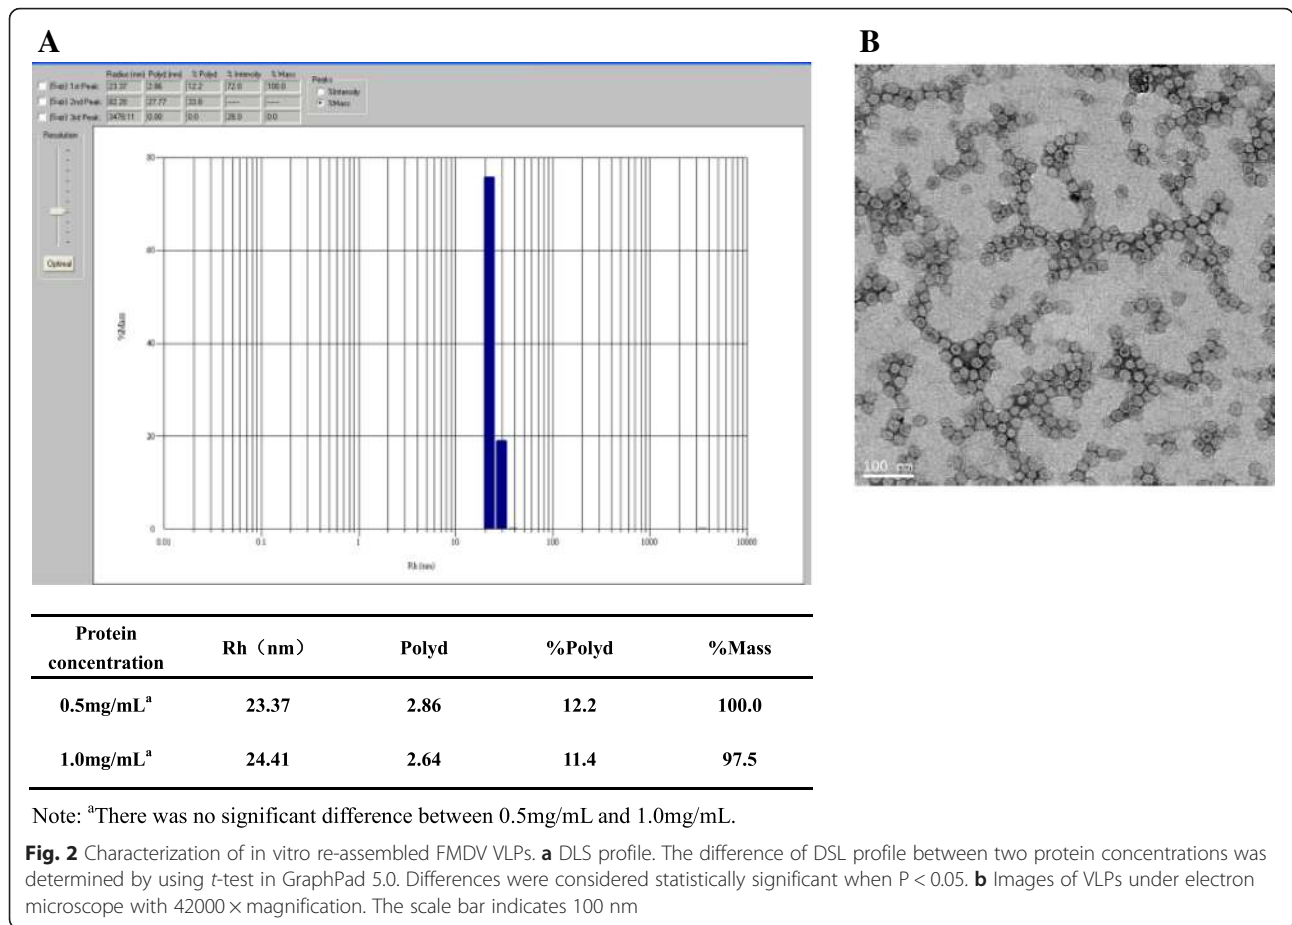 A
B
Radius (nm) Polyd (nm) % Polyd % Intensity % Mass
(Bar) 1st Peak: 23.37 2.86 12.2 72.0 100.0
2nd Peak: 82.28 27.77 33.8 ---- ----
3rd Peak: 3478.11 0.00 0.0 28.0 0.0
Peaks
%Intensity
%Mass
Resolution
Optimal
80
60
40
20
0
%Mass
0.01 0.1 1 10 100 1000 10000
Rh (nm)
100 nm
Protein concentration Rh（nm） Polyd %Polyd %Mass
0.5mg/mLa 23.37 2.86 12.2 100.0
1.0mg/mLa 24.41 2.64 11.4 97.5
Note: aThere was no significant difference between 0.5mg/mL and 1.0mg/mL.
Fig. 2 Characterization of in vitro re-assembled FMDV VLPs. a DLS profile. The difference of DSL profile between two protein concentrations was
determined by using t-test in GraphPad 5.0. Differences were considered statistically significant when P < 0.05. b Images of VLPs under electron
microscope with 42000 × magnification. The scale bar indicates 100 nm